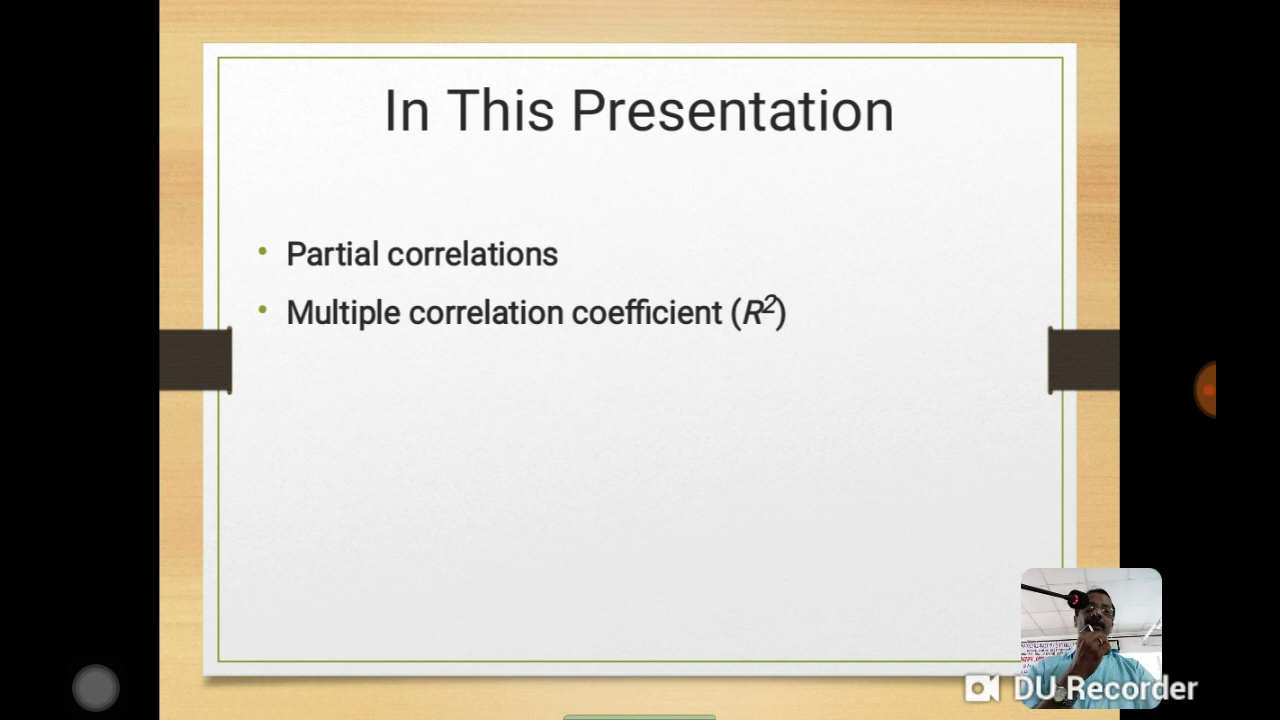 In This Presentation
• Partial correlations
• Multiple correlation coefficient (R²)
DU Recorder